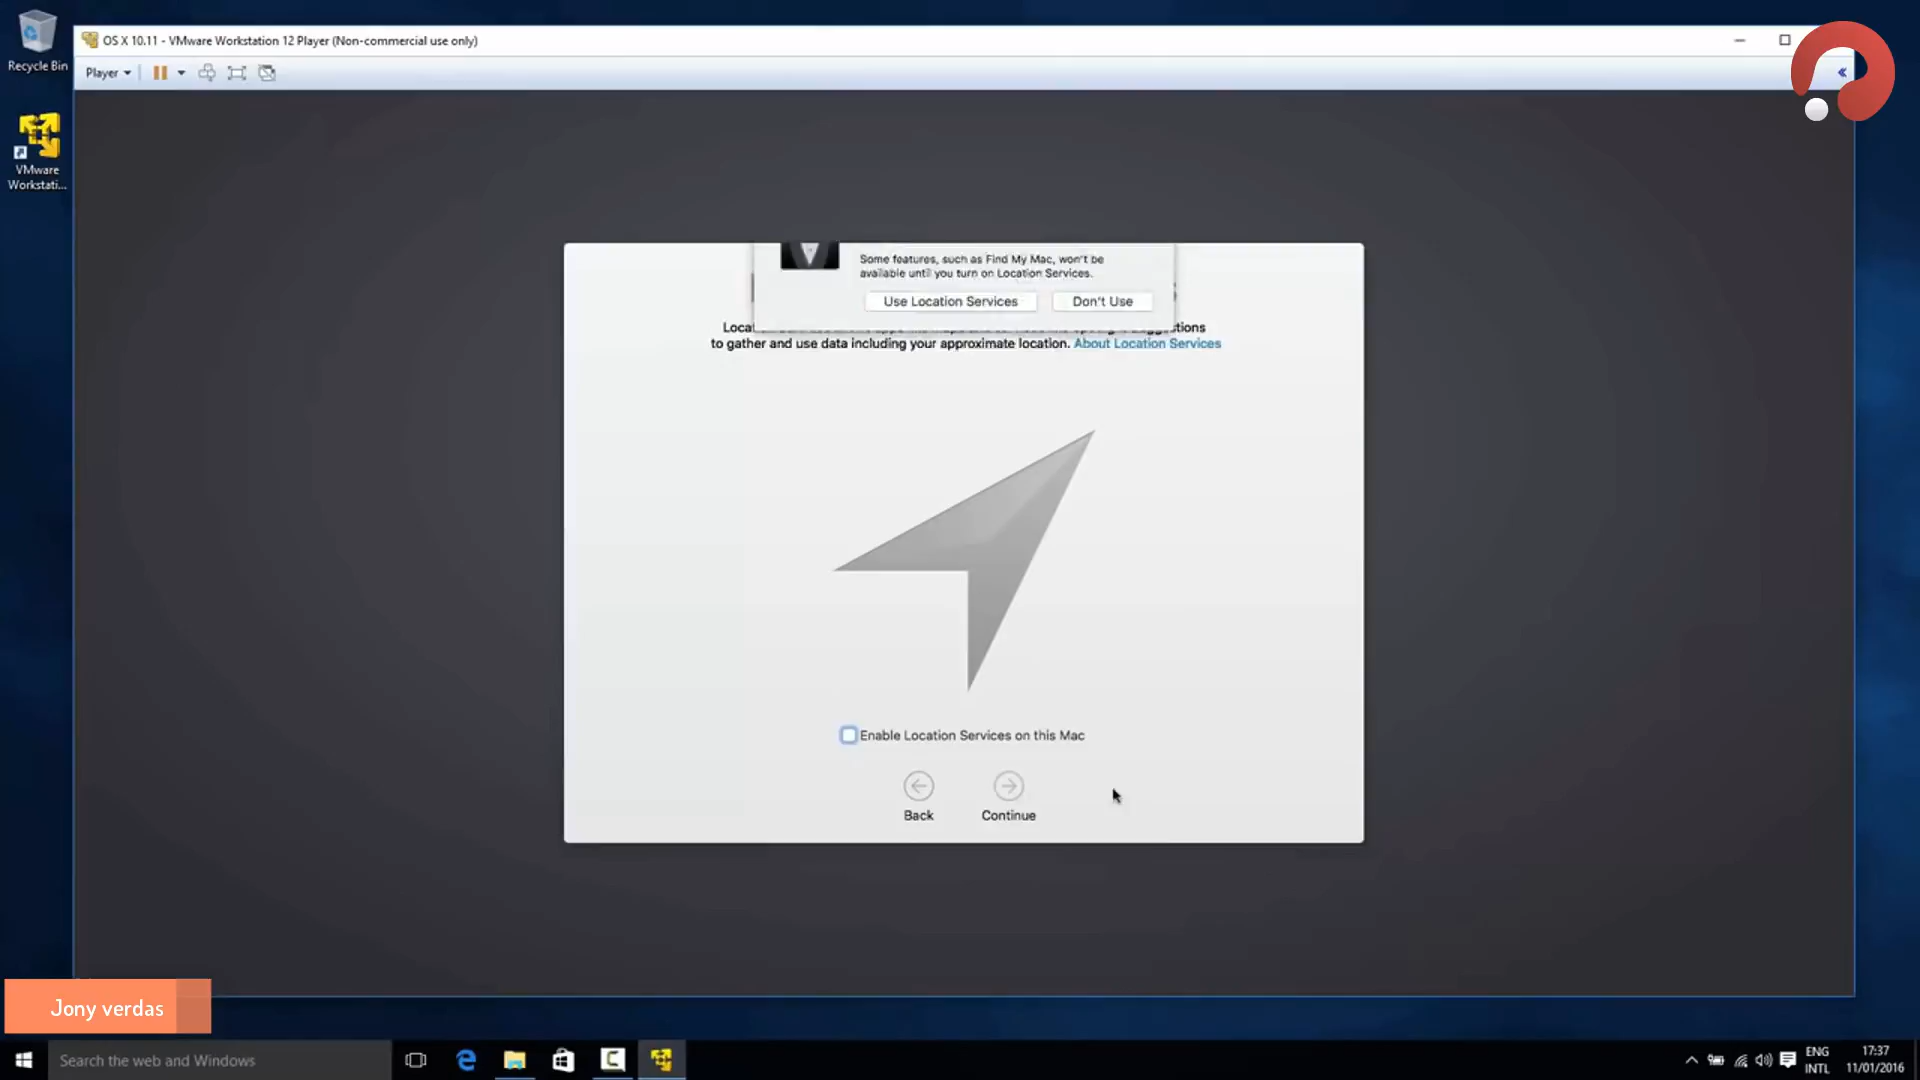 Recycle Bin
OS X 10.11 - VMware Workstation 12 Player (Non-commercial use only)
Player
VMware
Workstati...
Some features, such as Find My Mac, won't be
available until you turn on Location Services.
Use Location Services
Don't Use
to gather and use data including your approximate location. About Location Services
Enable Location Services on this Mac
Back
Continue
Jony verdas
Search the web and Windows
ENG
INTL
17:37
11/01/2016